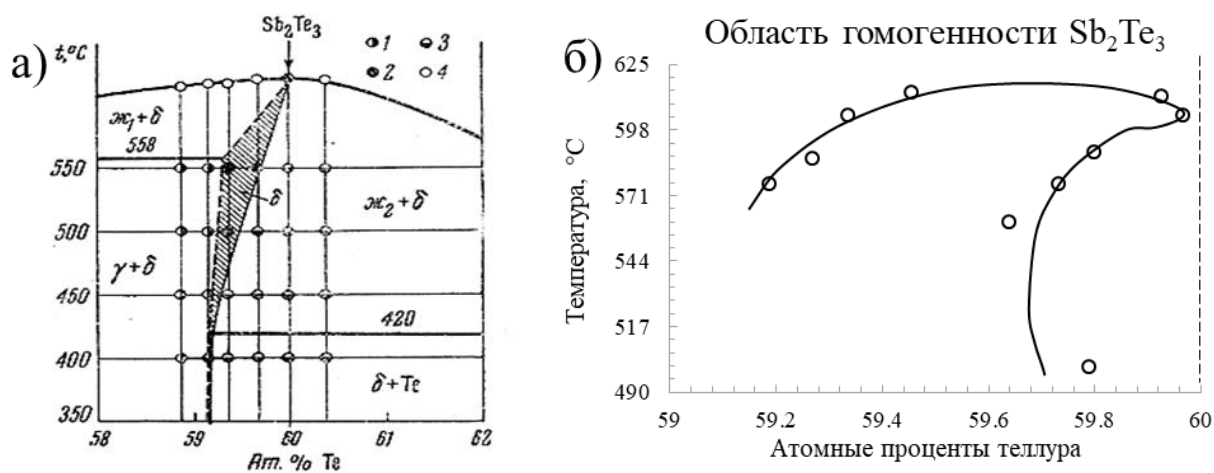 а)
Sb₂Te₃
t,°C
1 3
2 4
ж₁+δ
558
550
δ
ж₂+δ
500
γ+δ
450
420
400
δ+Te
350
58 59 60 61 62
Ат. % Te
б)
Область гомогенности Sb₂Te₃
Температура, °C
625
598
571
544
517
490
59 59.2 59.4 59.6 59.8 60
Атомные проценты теллура